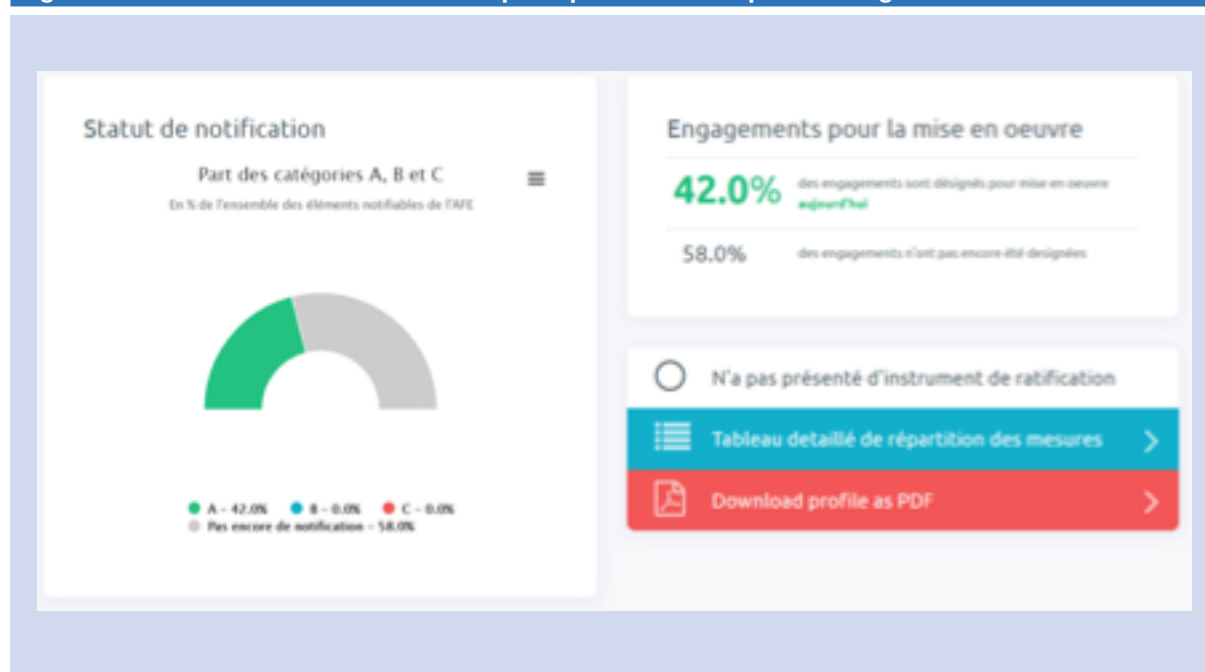 Statut de notification
Part des catégories A, B et C
En % de l'ensemble des éléments notifiables de l'AFE
A - 42.0% B - 0.0% C - 0.0%
Pas encore de notification - 58.0%
Engagements pour la mise en oeuvre
42.0% des engagements sont désignés pour mise en oeuvre
aujourd'hui
58.0% des engagements n'ont pas encore été designées
N'a pas présenté d'instrument de ratification
Tableau detaillé de répartition des mesures
Download profile as PDF